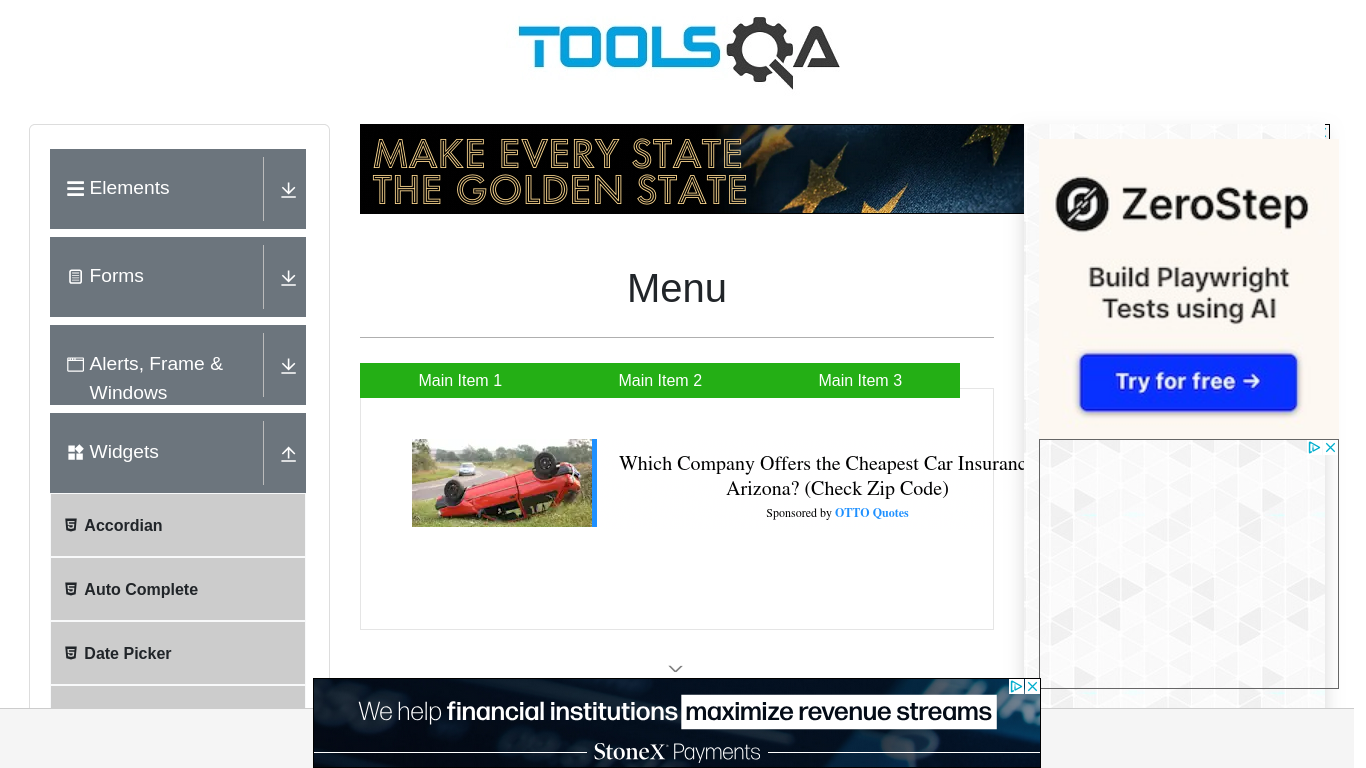 TOOLSQA
Elements
Forms
Alerts, Frame &
Windows
Widgets
Accordian
Auto Complete
Date Picker
MAKE EVERY STATE
THE GOLDEN STATE
Menu
Main Item 1
Main Item 2
Main Item 3
Which Company Offers the Cheapest Car Insuranc
Arizona? (Check Zip Code)
Sponsored by OTTO Quotes
ZeroStep
Build Playwright
Tests using AI
Try for free →
We help financial institutions maximize revenue streams
StoneX Payments